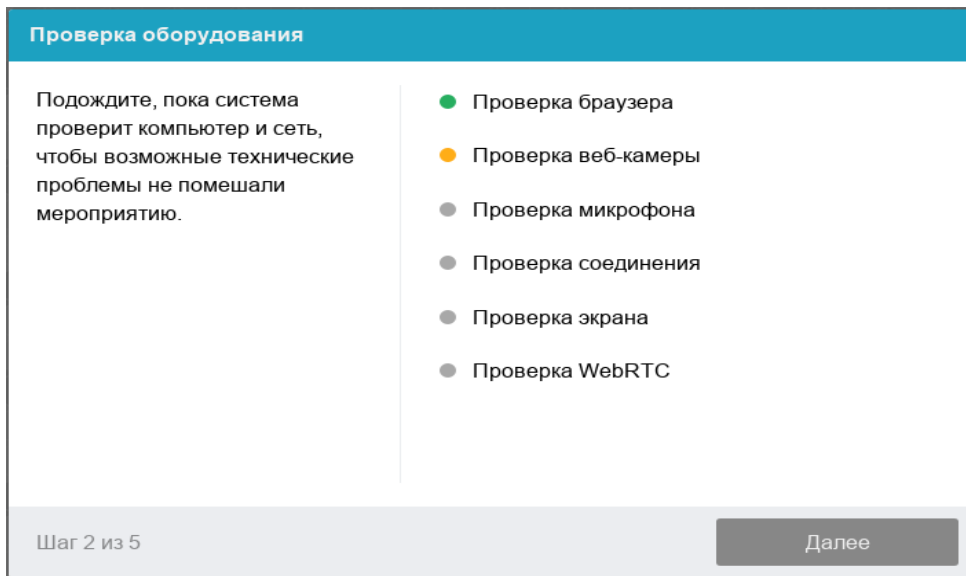 Проверка оборудования
Подождите, пока система
проверит компьютер и сеть,
чтобы возможные технические
проблемы не помешали
мероприятию.
Проверка браузера
Проверка веб-камеры
Проверка микрофона
Проверка соединения
Проверка экрана
Проверка WebRTC
Шаг 2 из 5
Далее